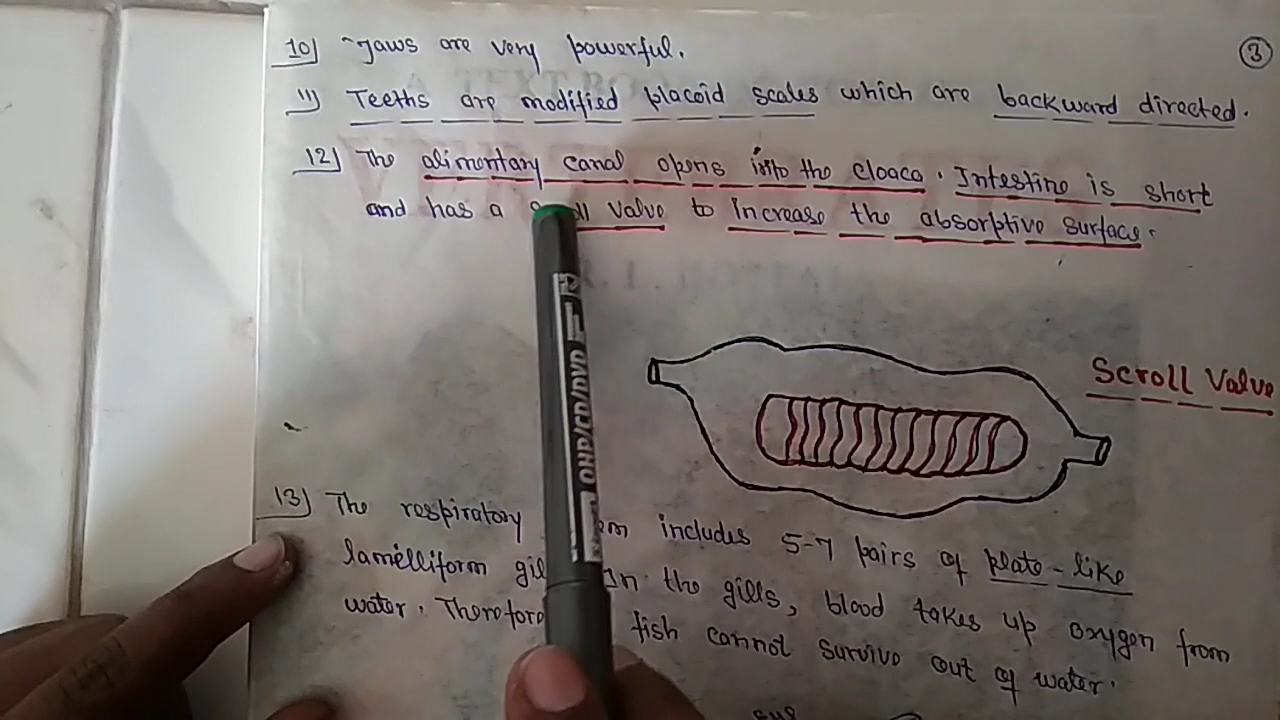 3
10] Jaws are very powerful.
11) Teeths are modified placoid scales which are backward directed.
12] The alimentary canal opens into the cloaca. Intestine is short
and has a valve to increase the absorptive surface.
Scroll Valve
13) The respiratory includes 5-7 pairs of plate-like
lamelliform In the gills, blood takes up oxygen from
water. Therefore fish cannot survive out of water.
OHP/CD/DVD